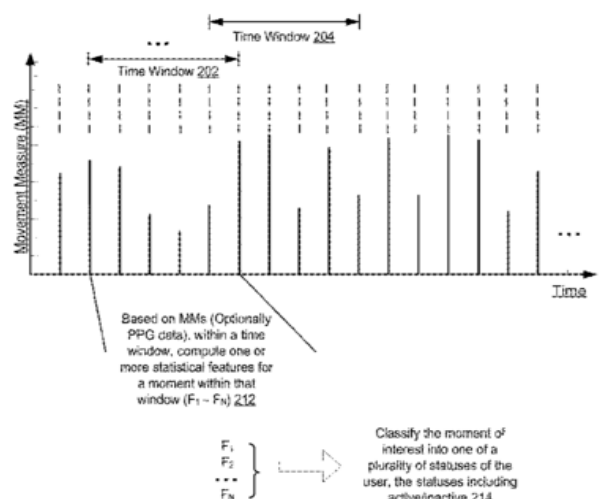 Time Window 204
...
Time Window 202
Movement Measure (MM)
...
Time
Based on MMs (Optionally
PPG data), within a time
window, compute one or
more statistical features for
a moment within that
window (F1 – FN) 212
F1
F2
...
FN
Classify the moment of
interest into one of a
plurality of statuses of the
user, the statuses including
active/inactive 214